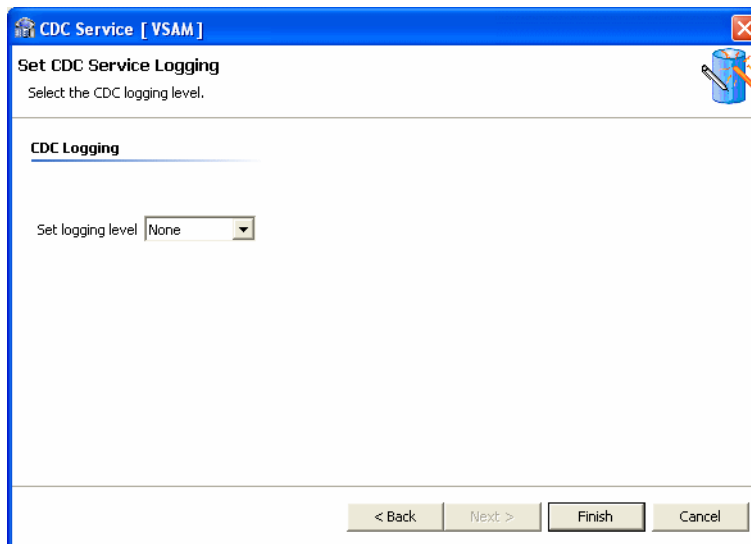 CDC Service [ VSAM ]
Set CDC Service Logging
Select the CDC logging level.
CDC Logging
Set logging level None
< Back Next > Finish Cancel